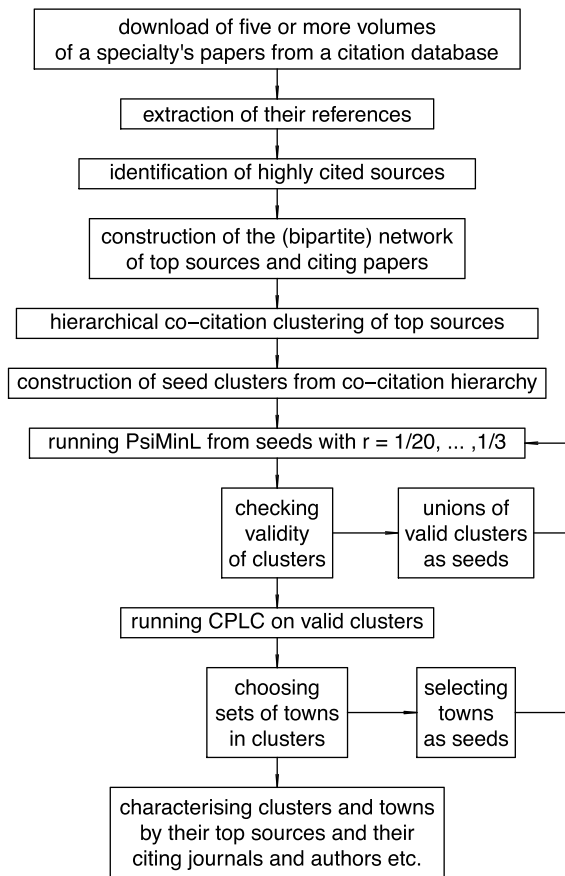 download of five or more volumes
of a specialty's papers from a citation database
extraction of their references
identification of highly cited sources
construction of the (bipartite) network
of top sources and citing papers
hierarchical co−citation clustering of top sources
construction of seed clusters from co−citation hierarchy
running PsiMinL from seeds with r = 1/20, ... ,1/3
checking
validity
of clusters
unions of
valid clusters
as seeds
running CPLC on valid clusters
choosing
sets of towns
in clusters
selecting
towns
as seeds
characterising clusters and towns
by their top sources and their
citing journals and authors etc.